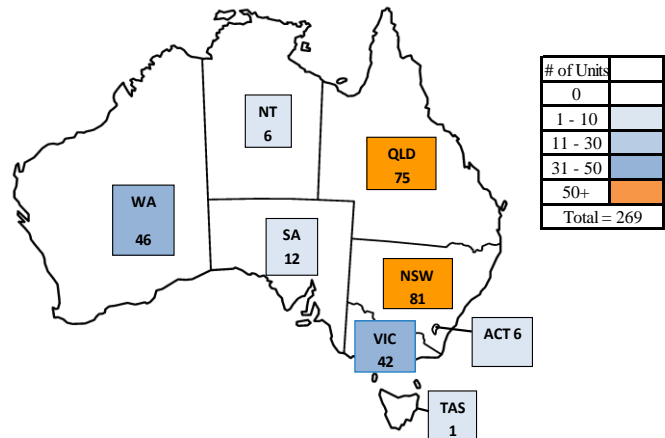 NT
6
QLD
75
WA
46
SA
12
NSW
81
VIC
42
ACT 6
TAS
1
# of Units
0
1 - 10
11 - 30
31 - 50
50+
Total = 269